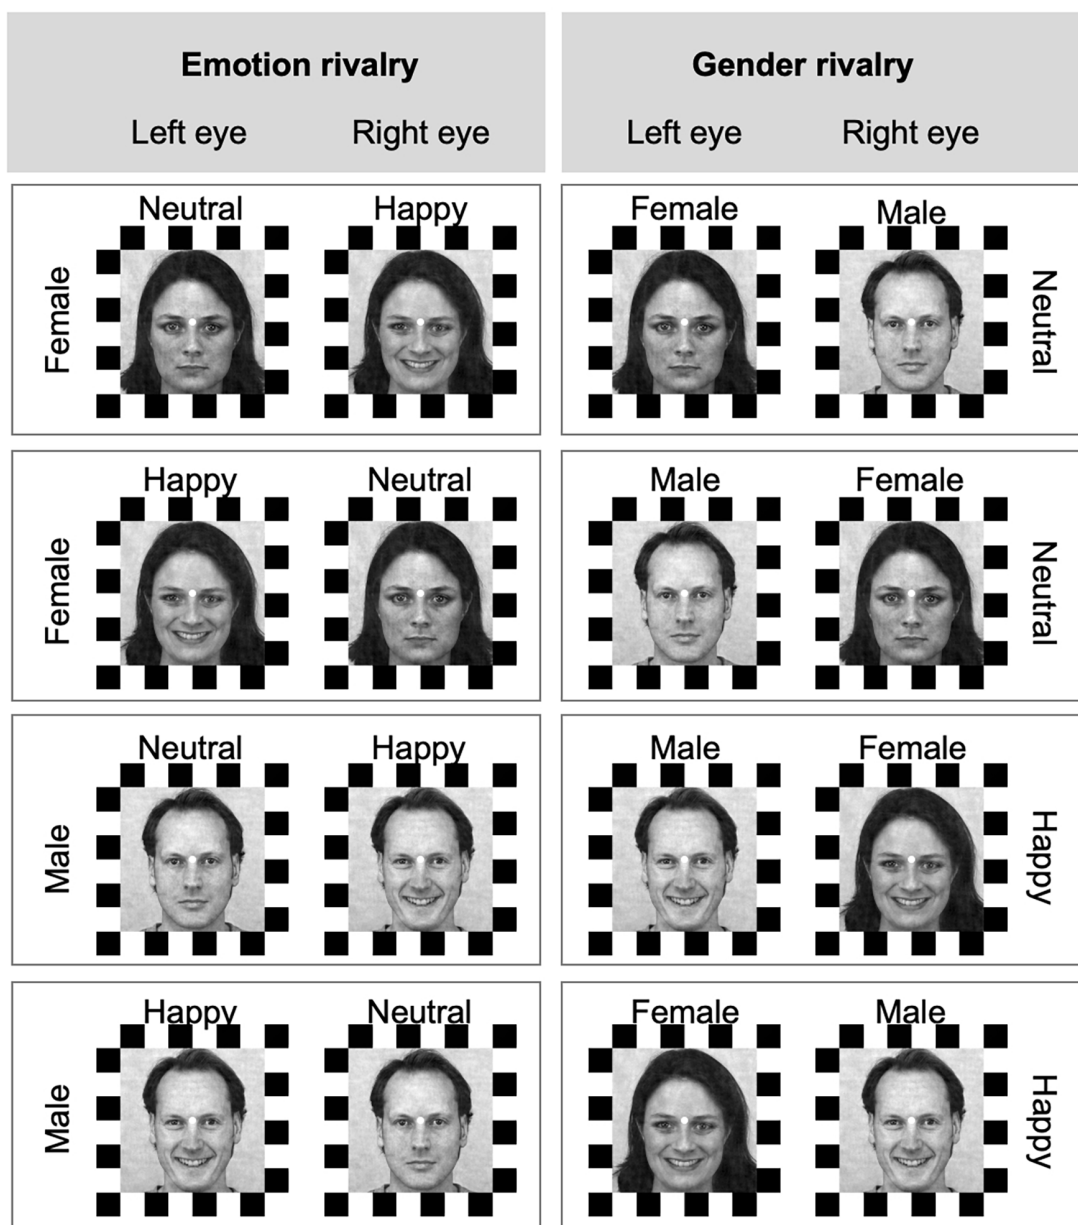 Emotion rivalry
Left eye Right eye
Gender rivalry
Left eye Right eye
Female
Neutral Happy
Female Male
Neutral
Female
Happy Neutral
Male Female
Neutral
Male
Neutral Happy
Male Female
Happy
Male
Happy Neutral
Female Male
Happy